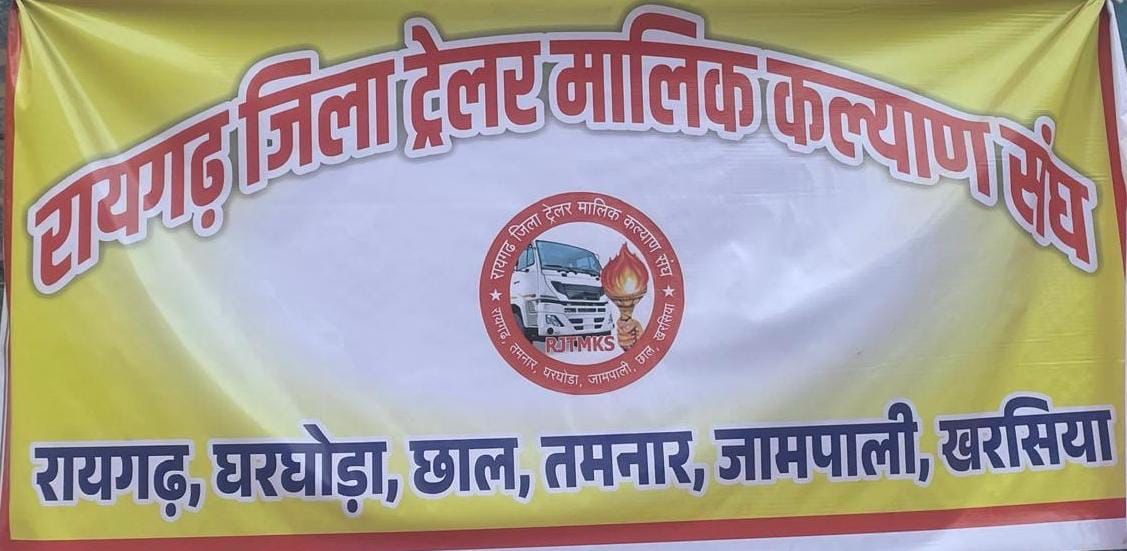 रायगढ़ जिला ट्रेलर मालिक कल्याण संघ
रायगढ जिला ट्रेलर मालिक कल्याण संघ
RJTMKS
रायगढ़, तमनार, घरघोडा, जामपाली, छाल, खरसिया
रायगढ़, घरघोड़ा, छाल, तमनार, जामपाली, खरसिया